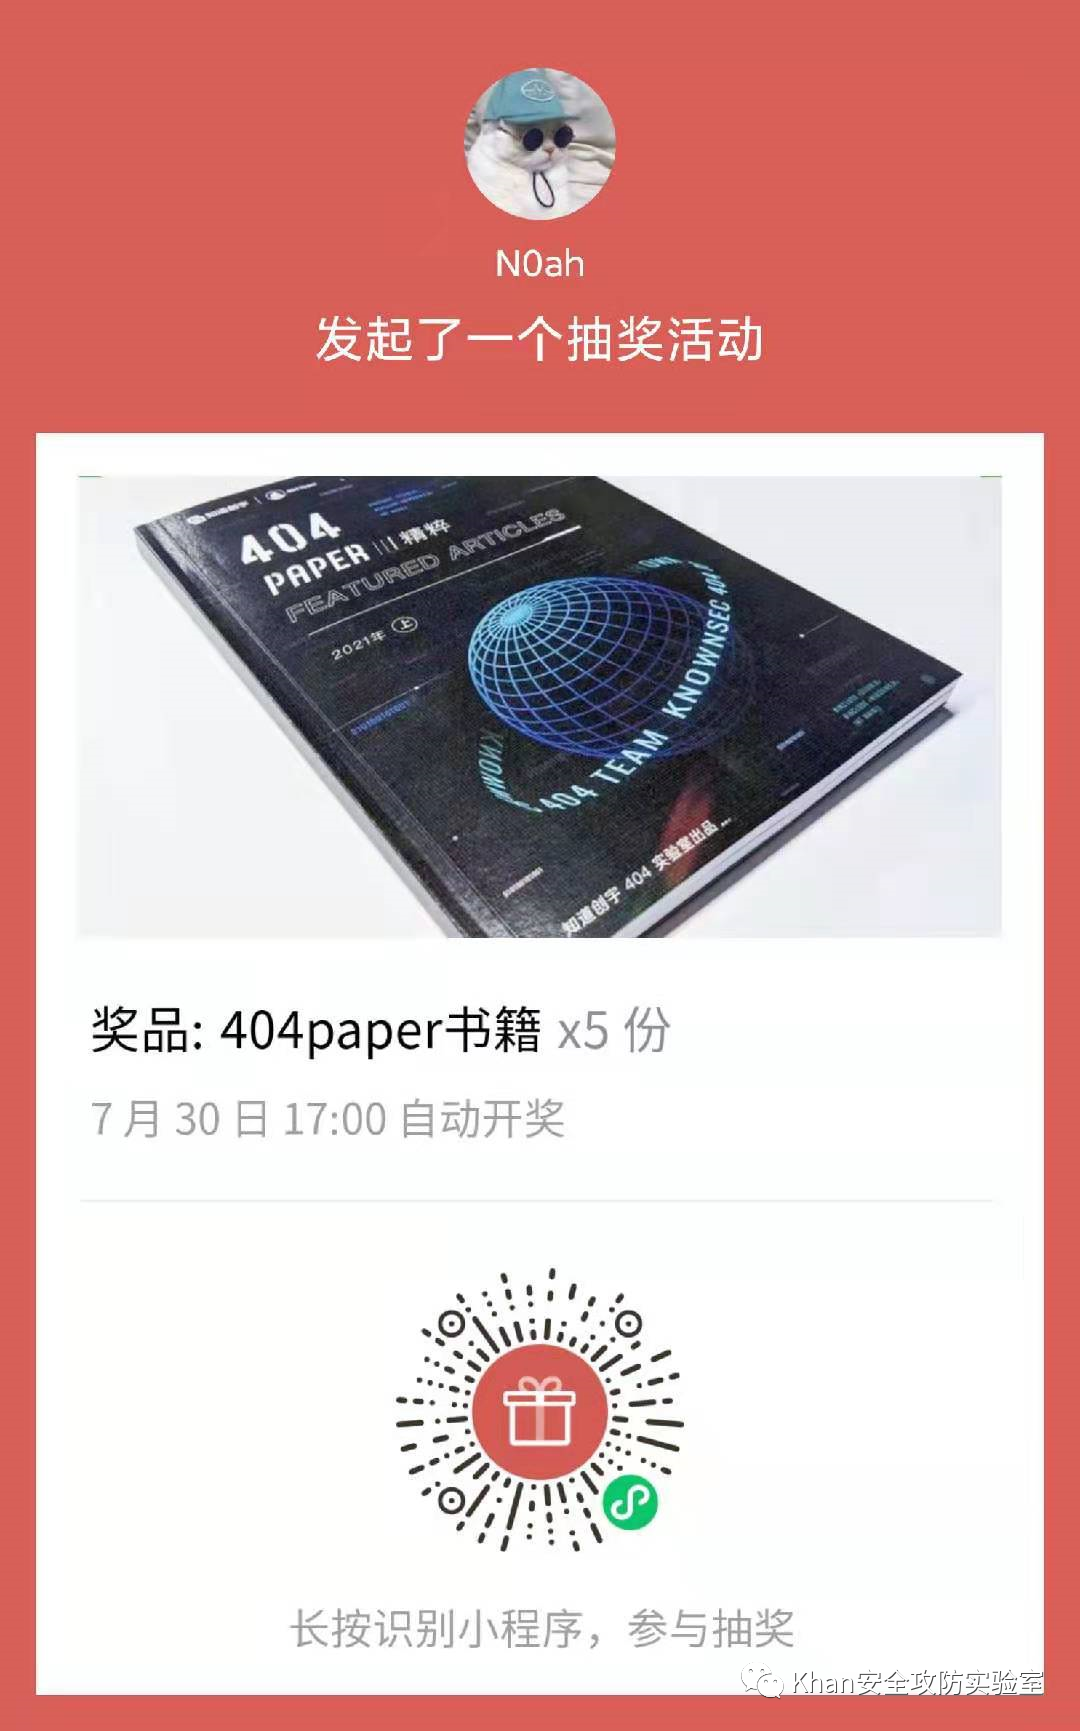 N0ah
发起了一个抽奖活动
知道创宇
404
PAPER 精粹
FEATURED ARTICLES
2021年 上
404 TEAM KNOWNSEC 404
知道创宇 404 实验室出品 ...
奖品: 404paper书籍 x5 份
7 月 30 日 17:00 自动开奖
长按识别小程序，参与抽奖
Khan安全攻防实验室